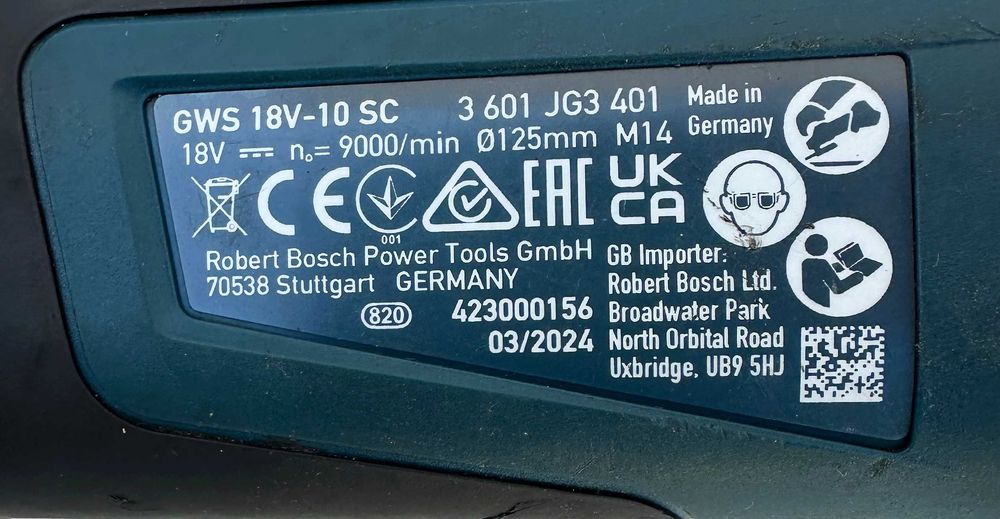 GWS 18V-10 SC 3 601 JG3 401
18V ⎓ n₀= 9000/min Ø125mm M14
Made in
Germany
CE
001
EAC
UK
CA
Robert Bosch Power Tools GmbH
70538 Stuttgart GERMANY
820
423000156
03/2024
GB Importer:
Robert Bosch Ltd.
Broadwater Park
North Orbital Road
Uxbridge, UB9 5HJ